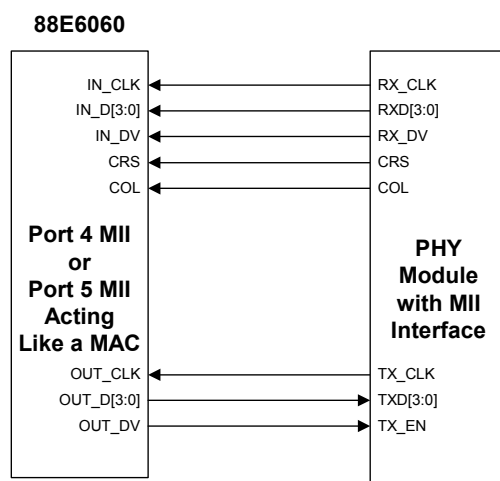 88E6060
IN_CLK
RX_CLK
IN_D[3:0]
RXD[3:0]
IN_DV
RX_DV
CRS
CRS
COL
COL
Port 4 MII
or
Port 5 MII
Acting
Like a MAC
PHY
Module
with MII
Interface
OUT_CLK
TX_CLK
OUT_D[3:0]
TXD[3:0]
OUT_DV
TX_EN